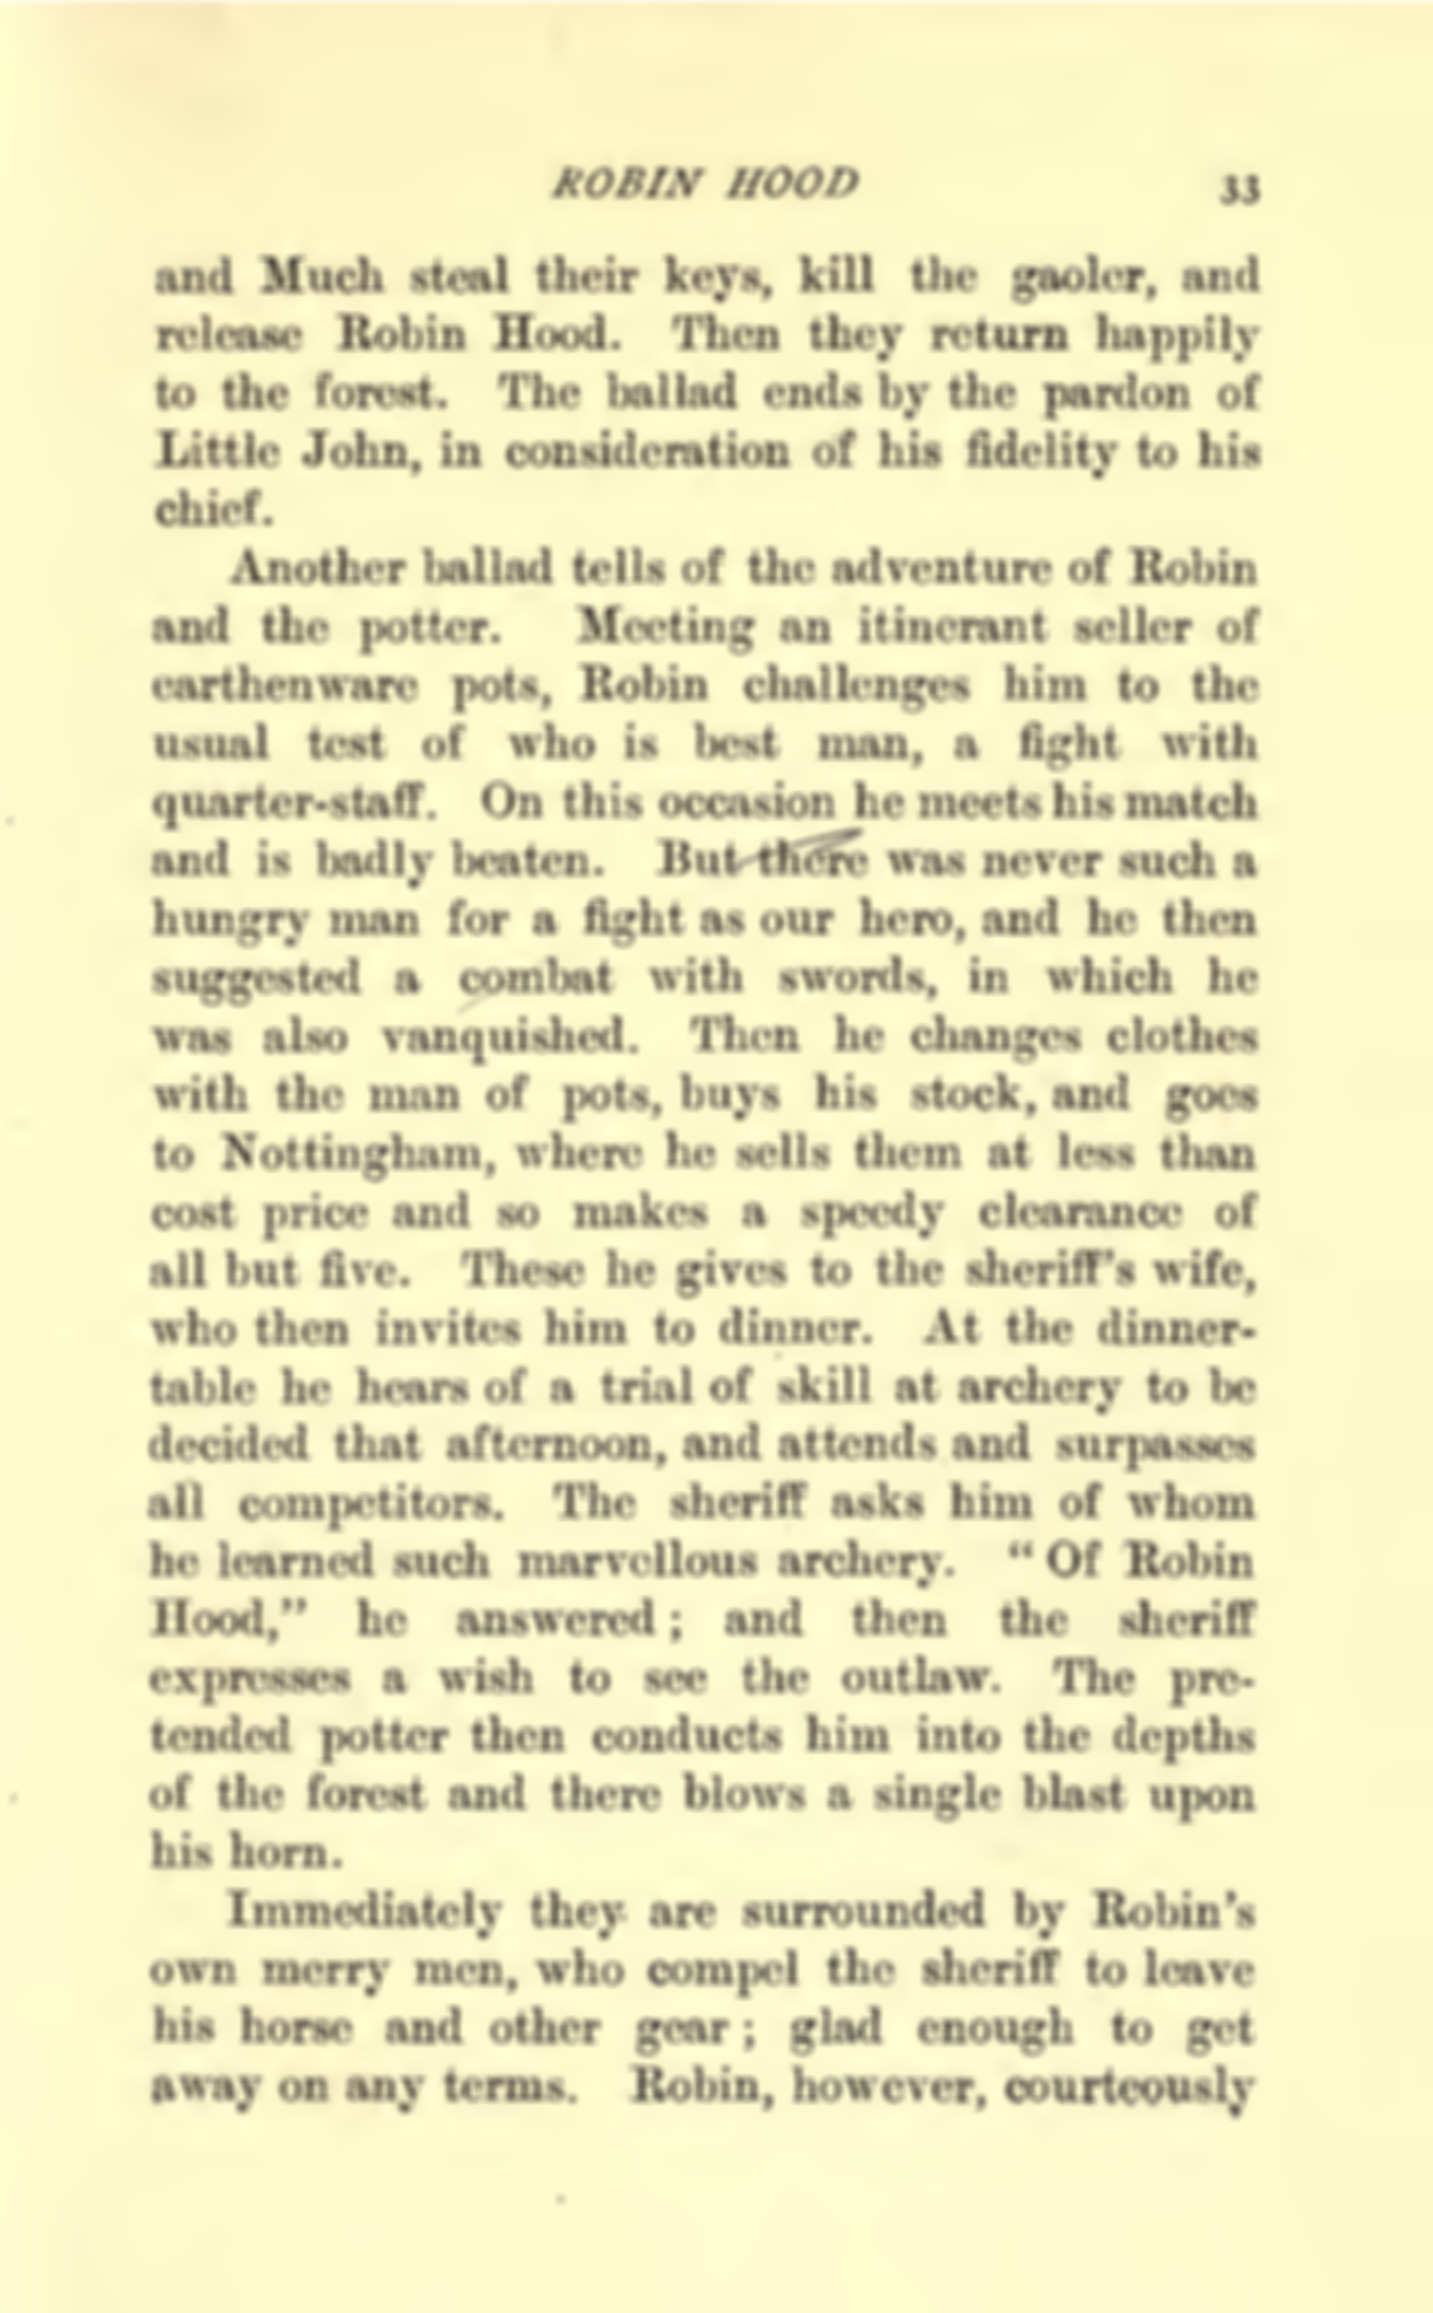 ROBIN HOOD 33
and Much steal their keys, kill the gaoler, and
release Robin Hood. Then they return happily
to the forest. The ballad ends by the pardon of
Little John, in consideration of his fidelity to his
chief.
Another ballad tells of the adventure of Robin
and the potter. Meeting an itinerant seller of
earthenware pots, Robin challenges him to the
usual test of who is best man, a fight with
quarter-staff. On this occasion he meets his match
and is badly beaten. But there was never such a
hungry man for a fight as our hero, and he then
suggested a combat with swords, in which he
was also vanquished. Then he changes clothes
with the man of pots, buys his stock, and goes
to Nottingham, where he sells them at less than
cost price and so makes a speedy clearance of
all but five. These he gives to the sheriff's wife,
who then invites him to dinner. At the dinner-
table he hears of a trial of skill at archery to be
decided that afternoon, and attends and surpasses
all competitors. The sheriff asks him of whom
he learned such marvellous archery. “ Of Robin
Hood,” he answered ; and then the sheriff
expresses a wish to see the outlaw. The pre-
tended potter then conducts him into the depths
of the forest and there blows a single blast upon
his horn.
Immediately they are surrounded by Robin's
own merry men, who compel the sheriff to leave
his horse and other gear ; glad enough to get
away on any terms. Robin, however, courteously